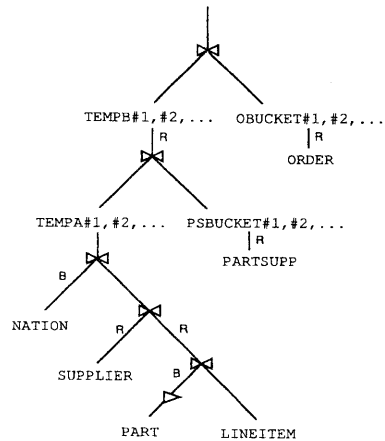 TEMPB#1,#2,... OBUCKET#1,#2,...
R R
ORDER
TEMPA#1,#2,... PSBUCKET#1,#2,...
R
B PARTSUPP
NATION R R
SUPPLIER B
PART LINEITEM